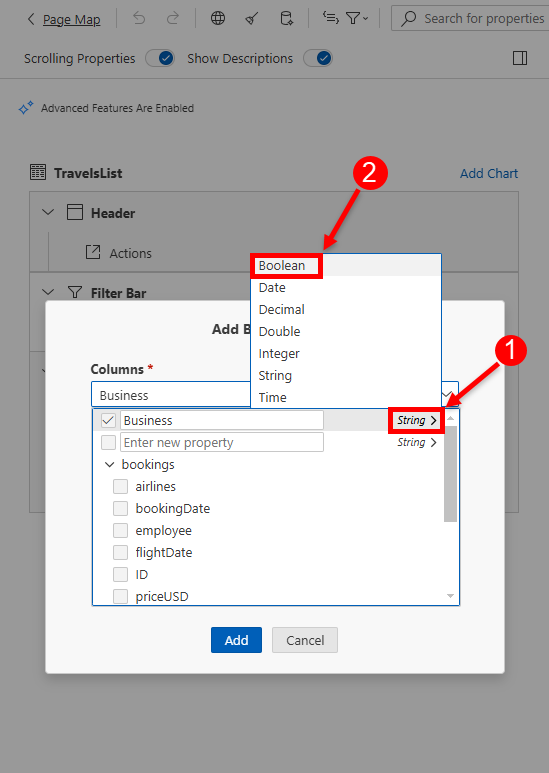 Page Map
Search for properties
Scrolling Properties
Show Descriptions
Advanced Features Are Enabled
2
TravelsList
Add Chart
Header
Actions
Filter Bar
Boolean
Date
Decimal
Double
Integer
String
Time
Add B
1
Columns *
Business
Business
String
Enter new property
String
bookings
airlines
bookingDate
employee
flightDate
ID
priceUSD
Add
Cancel